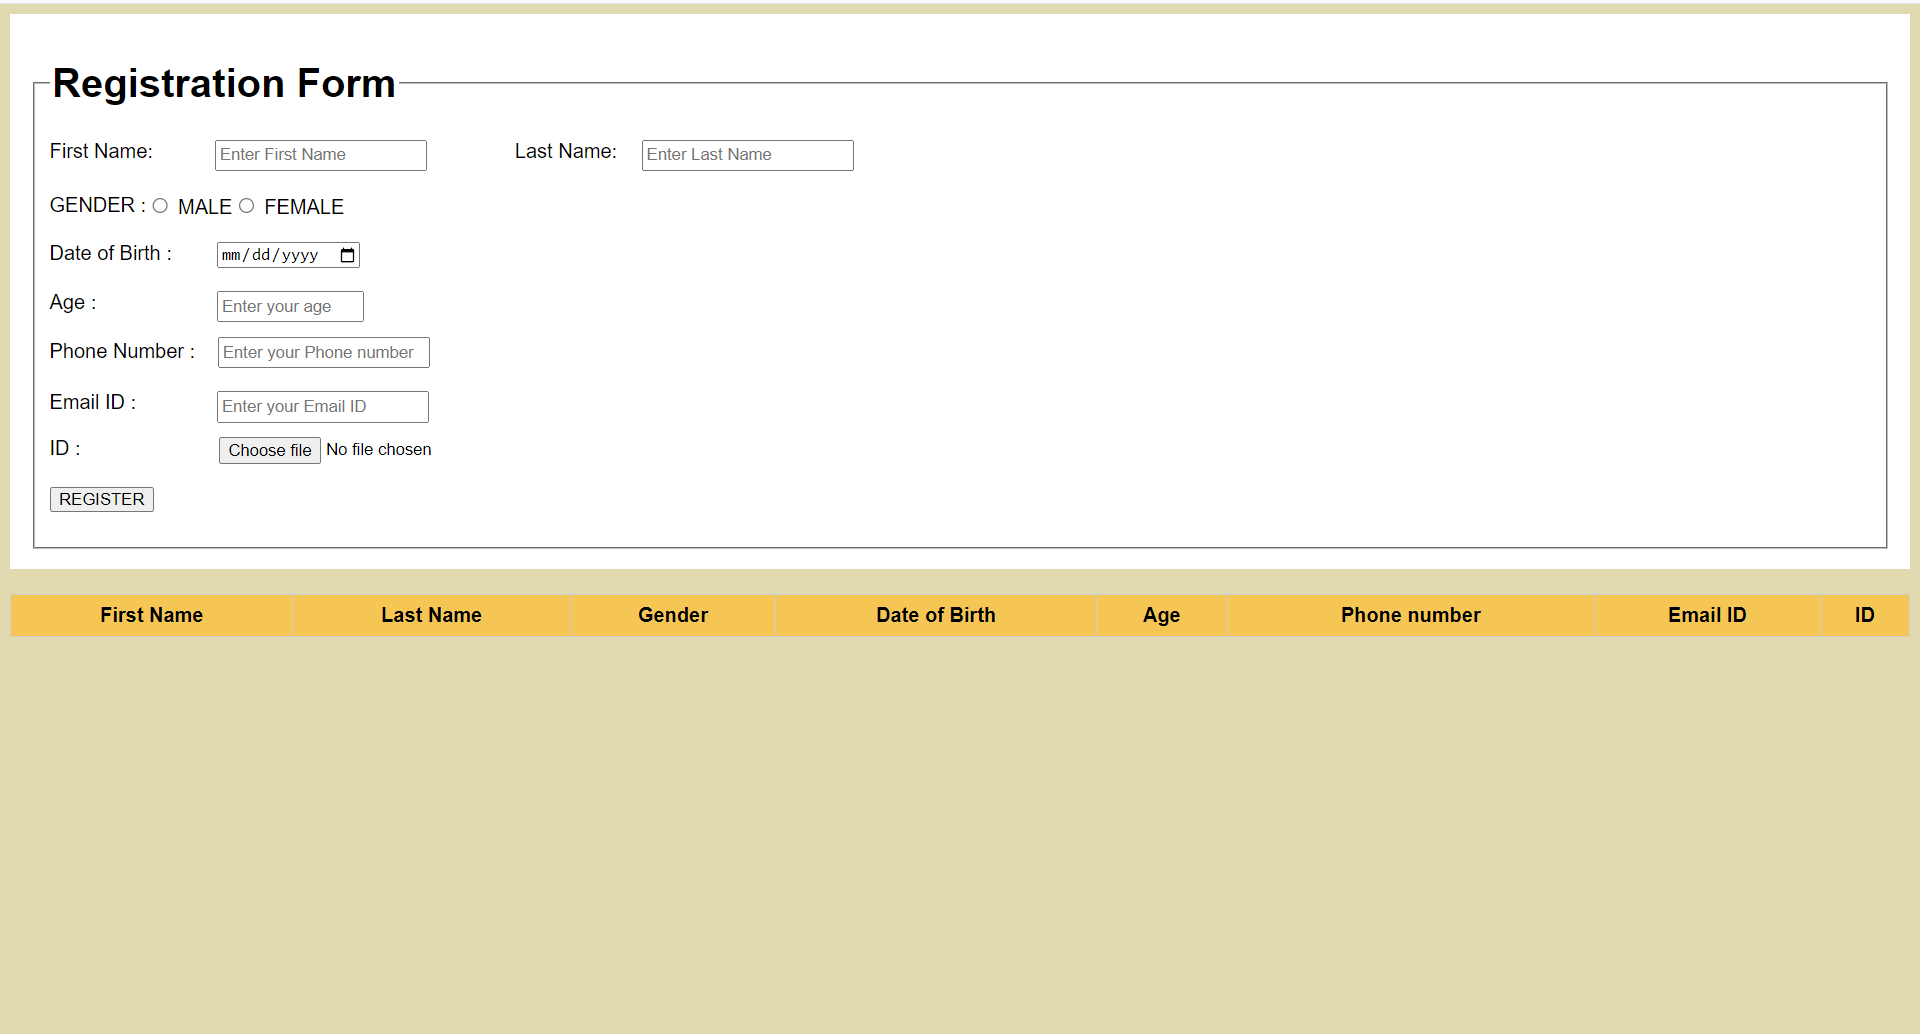 Registration Form
First Name: Enter First Name Last Name: Enter Last Name
GENDER : MALE FEMALE
Date of Birth : mm/dd/yyyy
Age : Enter your age
Phone Number : Enter your Phone number
Email ID : Enter your Email ID
ID : Choose file No file chosen
REGISTER
First Name Last Name Gender Date of Birth Age Phone number Email ID ID